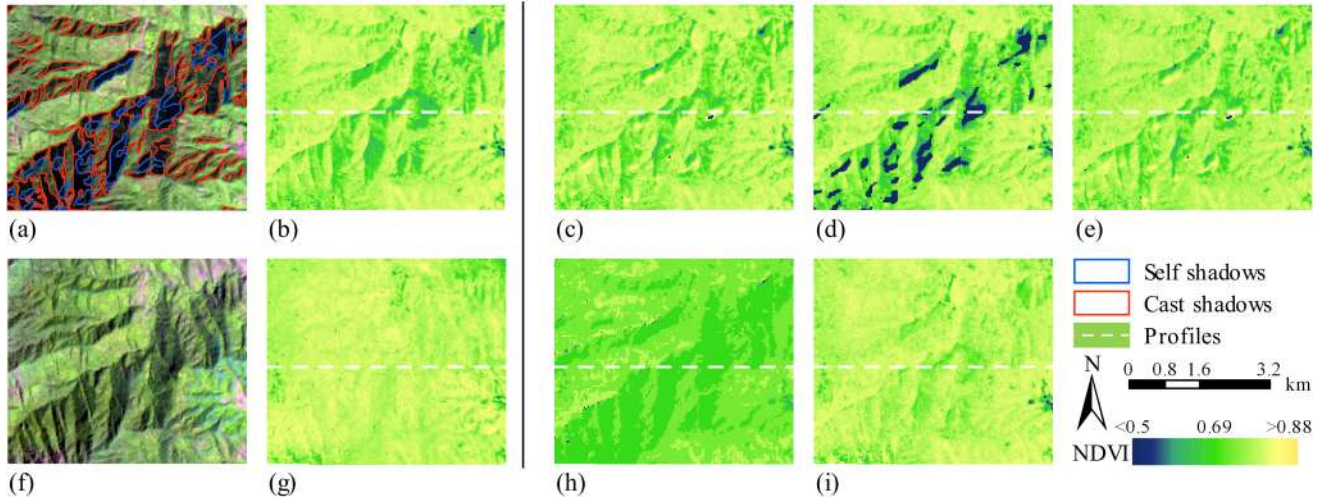 (a)
(b)
(c)
(d)
(e)
Self shadows
Cast shadows
Profiles
N
0 0.8 1.6 3.2
km
<0.5 0.69 >0.88
NDVI
(f)
(g)
(h)
(i)